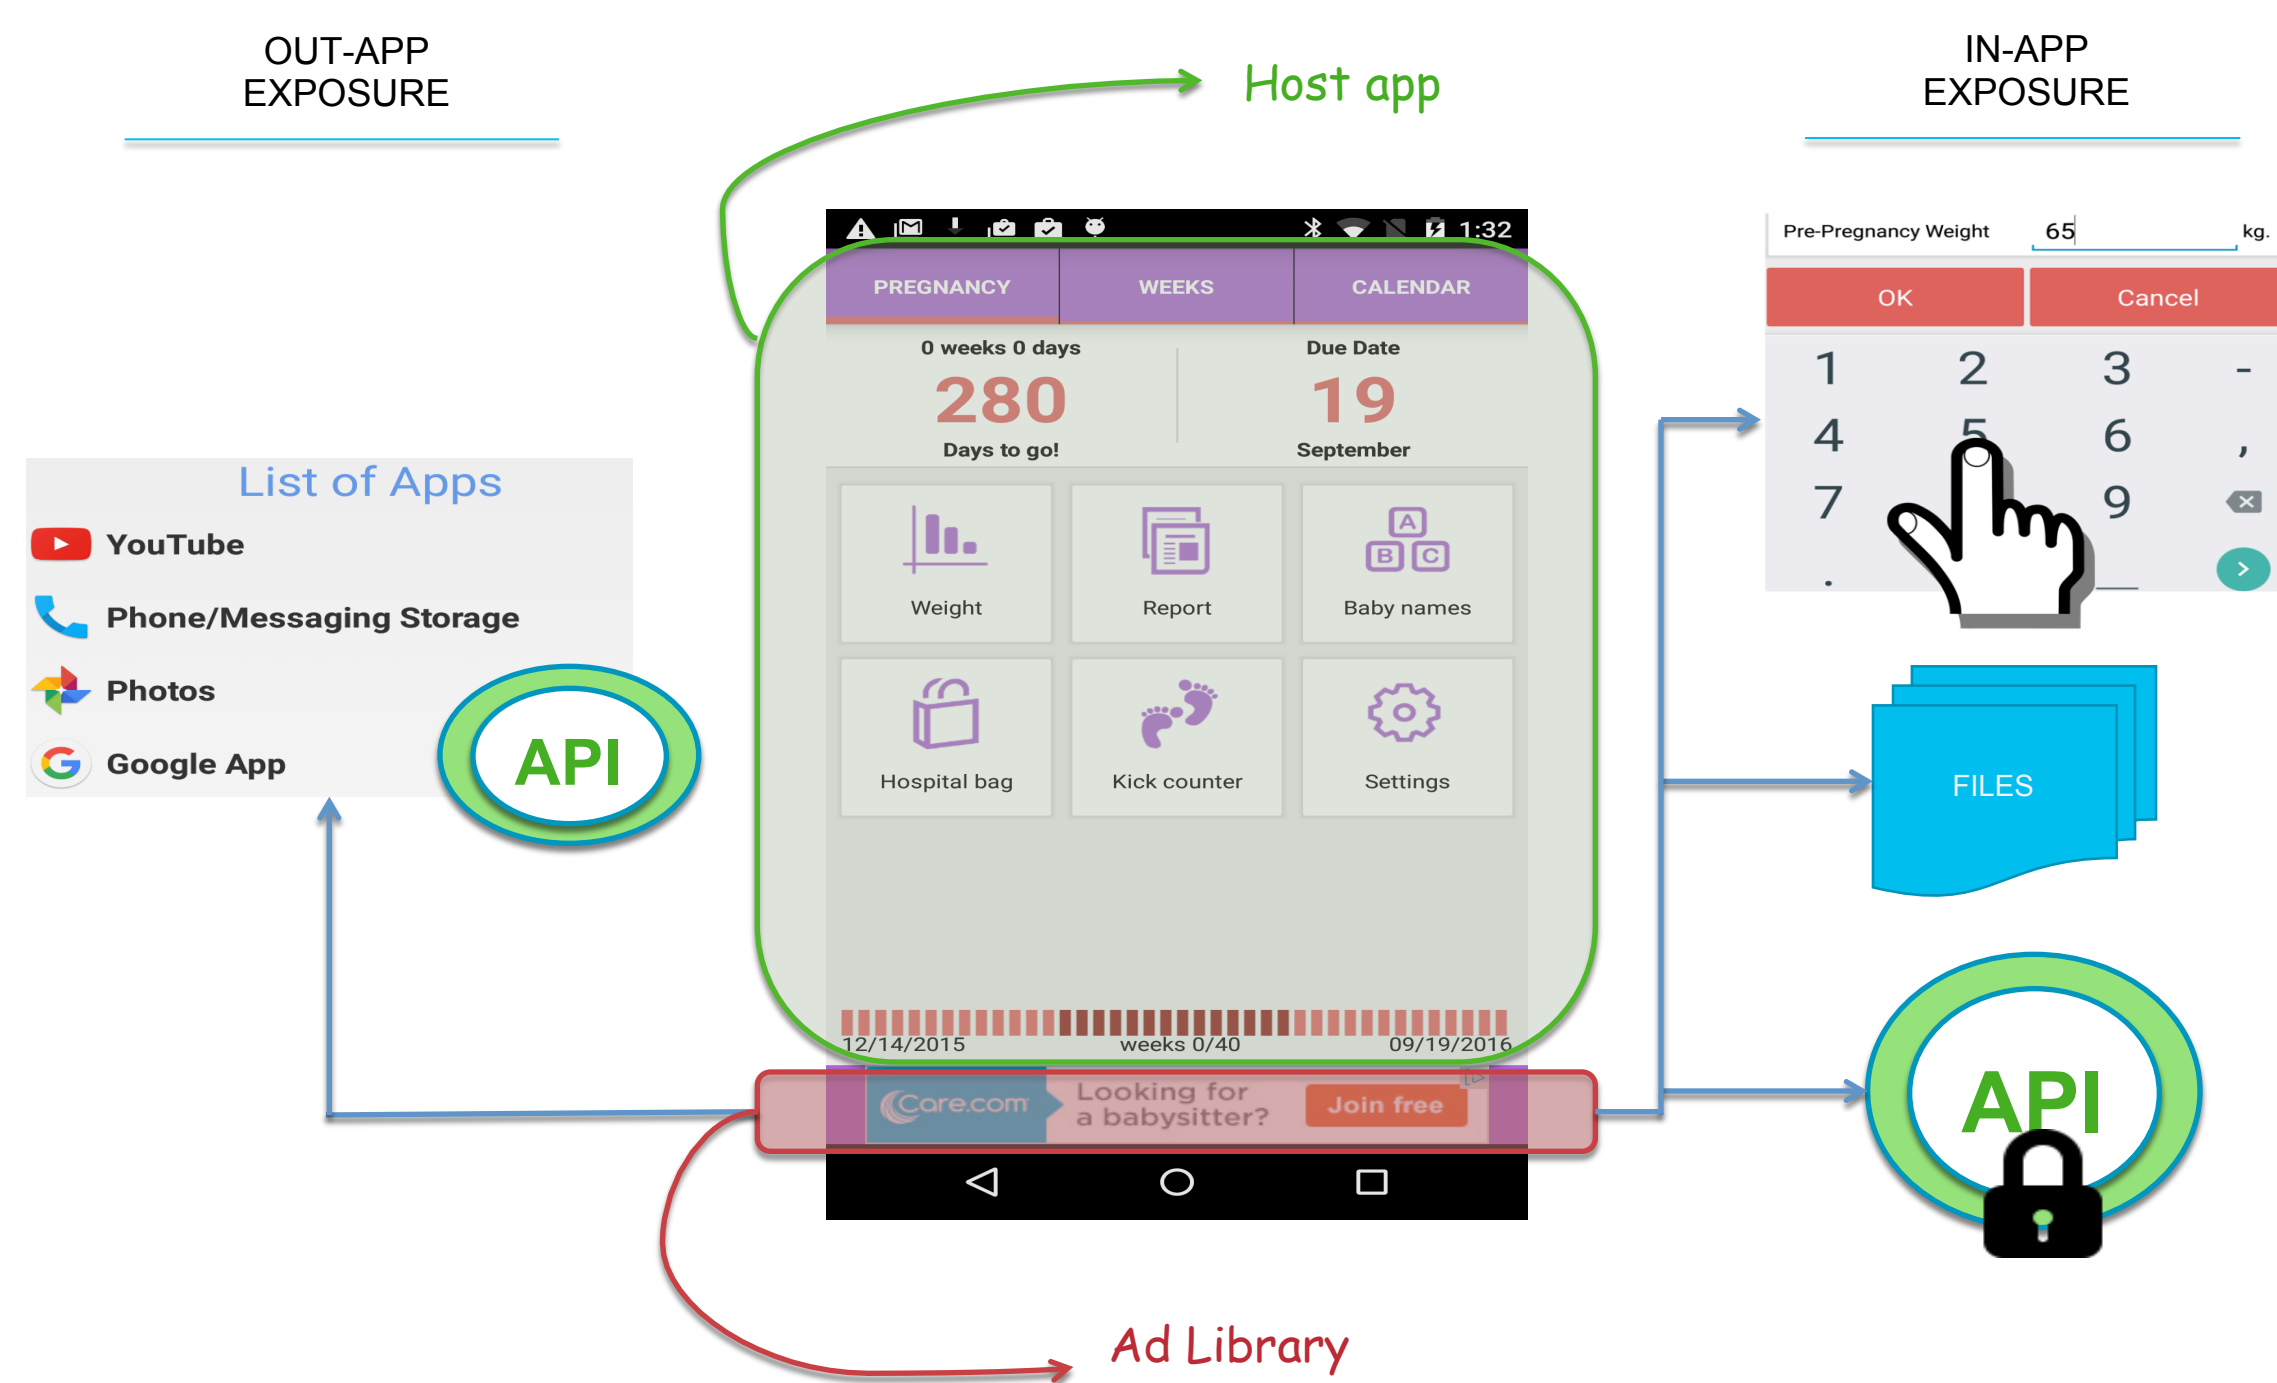 OUT-APP
EXPOSURE
Host app
IN-APP
EXPOSURE
1:32
PREGNANCY WEEKS CALENDAR
0 weeks 0 days
280
Days to go!
Due Date
19
September
Weight
Report
A
B C
Baby names
Hospital bag
Kick counter
Settings
12/14/2015 weeks 0/40 09/19/2016
Care.com
Looking for
a babysitter?
Join free
Ad Library
List of Apps
YouTube
Phone/Messaging Storage
Photos
Google App
API
Pre-Pregnancy Weight 65 kg.
OK Cancel
1 2 3 -
4 5 6 ,
7 9
.
FILES
API